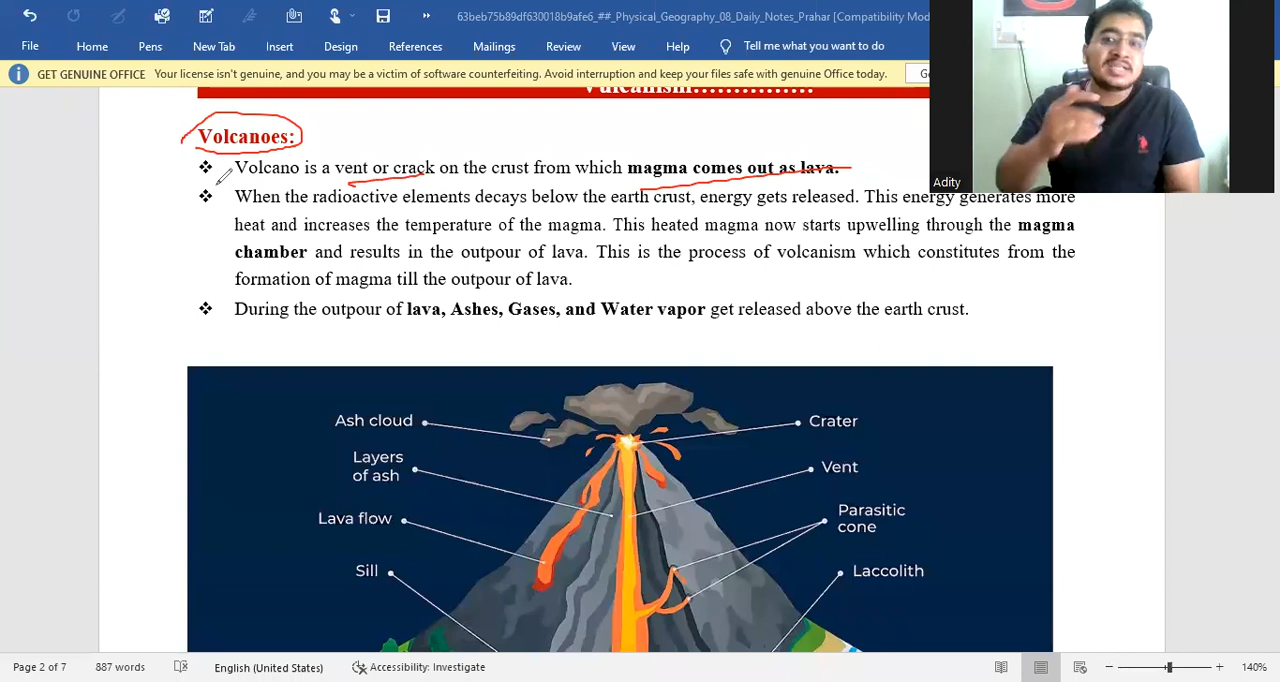 63beb75b89df630018b9afe6_##_Physical_Geography_08_Daily_Notes_Prahar [Compatibility Mod
File Home Pens New Tab Insert Draw Design References Mailings Review View Help Tell me what you want to do
GET GENUINE OFFICE Your license isn't genuine, and you may be a victim of software counterfeiting. Avoid interruption and keep your files safe with genuine Office today.
Vulcanism...............
Volcanoes:
❖ Volcano is a vent or crack on the crust from which magma comes out as lava.
❖ When the radioactive elements decays below the earth crust, energy gets released. This energy generates more
heat and increases the temperature of the magma. This heated magma now starts upwelling through the magma
chamber and results in the outpour of lava. This is the process of volcanism which constitutes from the
formation of magma till the outpour of lava.
❖ During the outpour of lava, Ashes, Gases, and Water vapor get released above the earth crust.
Adity
Ash cloud
Crater
Layers
of ash
Vent
Lava flow
Parasitic
cone
Sill
Laccolith
Page 2 of 7 887 words English (United States) Accessibility: Investigate 140%